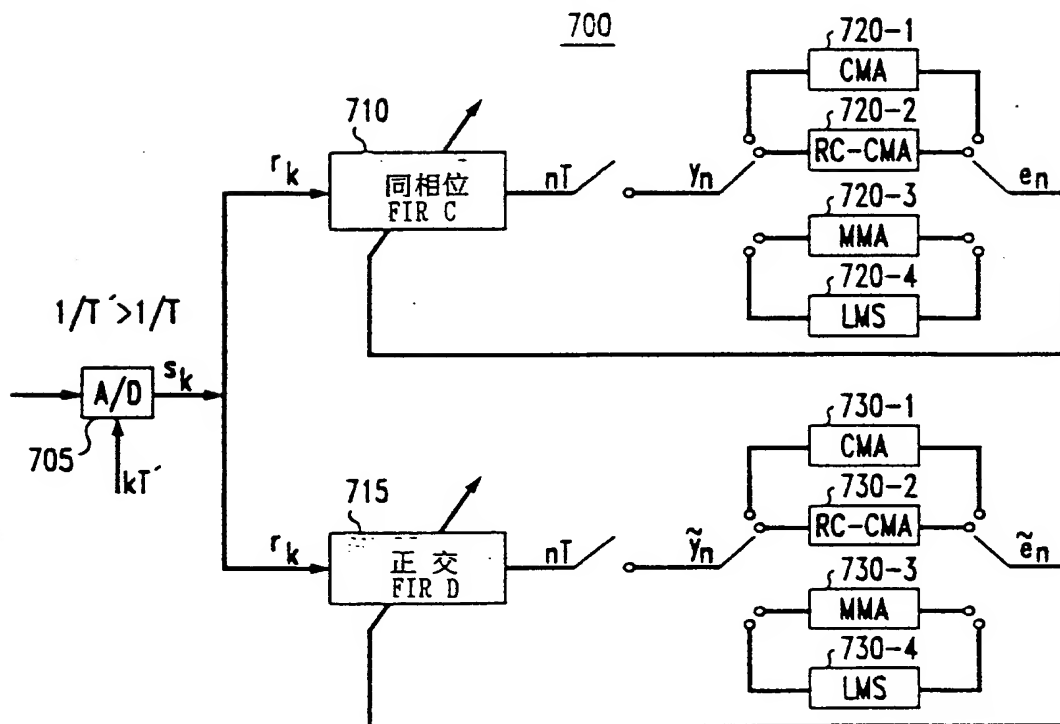 700
720-1
CMA
720-2
RC-CMA
720-3
MMA
720-4
LMS
710
r_k
同相位
FIR C
nT
y_n
e_n
1/T´>1/T
s_k
A/D
705
kT´
715
r_k
正交
FIR D
nT
ỹ_n
730-1
CMA
730-2
RC-CMA
730-3
MMA
730-4
LMS
ẽ_n